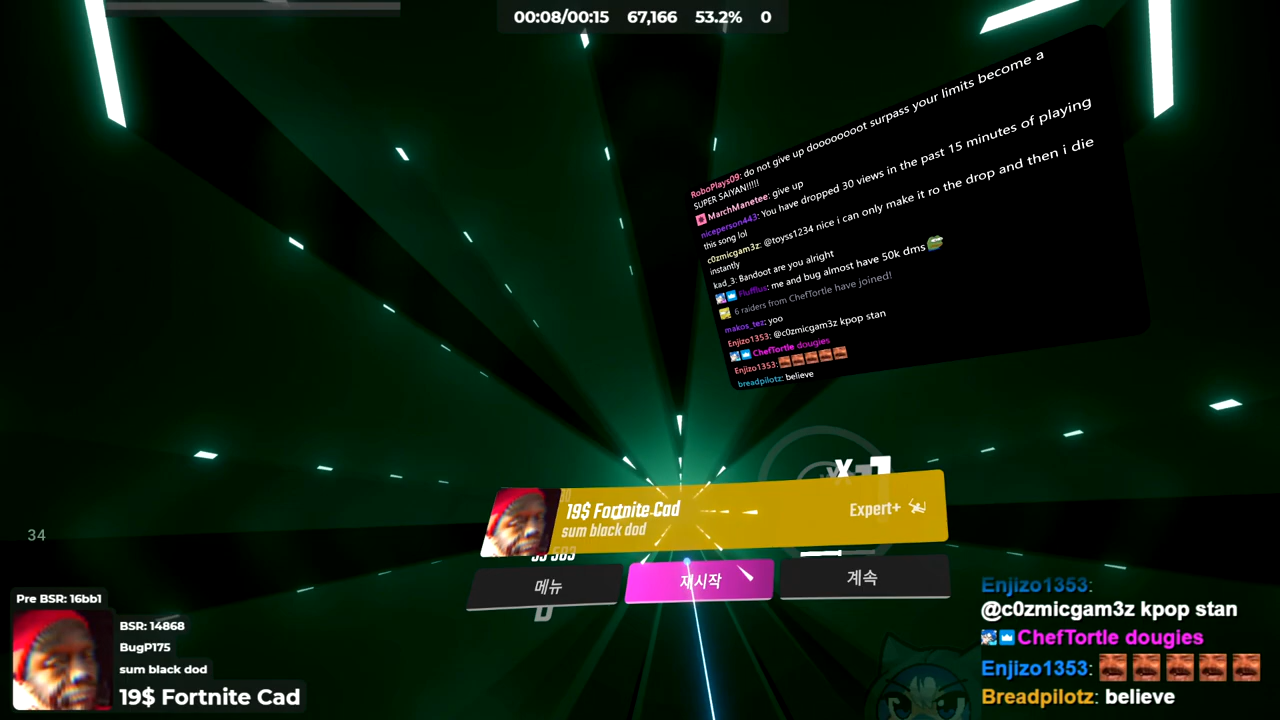 00:08/00:15 67,166 53.2% 0
RoboPlays09: do not give up dooooooot surpass your limits become a
SUPER SAIYAN!!!!!
MarchManetee: give up
niceperson443: You have dropped 30 views in the past 15 minutes of playing
this song lol
c0zmicgam3z: @toyss1234 nice i can only make it ro the drop and then i die
instantly
kad_3: Bandoot are you alright
Flufflus: me and bug almost have 50k dms
6 raiders from ChefTortle have joined!
makos_tez: yoo
Enjizo1353: @c0zmicgam3z kpop stan
ChefTortle dougies
Enjizo1353:
breadpilotz: believe
19$ Fortnite Cad
sum black dod
Expert+
메뉴
재시작
계속
34
Pre BSR: 16bb1
BSR: 14868
BugP175
sum black dod
19$ Fortnite Cad
Enjizo1353:
@c0zmicgam3z kpop stan
ChefTortle dougies
Enjizo1353:
Breadpilotz: believe